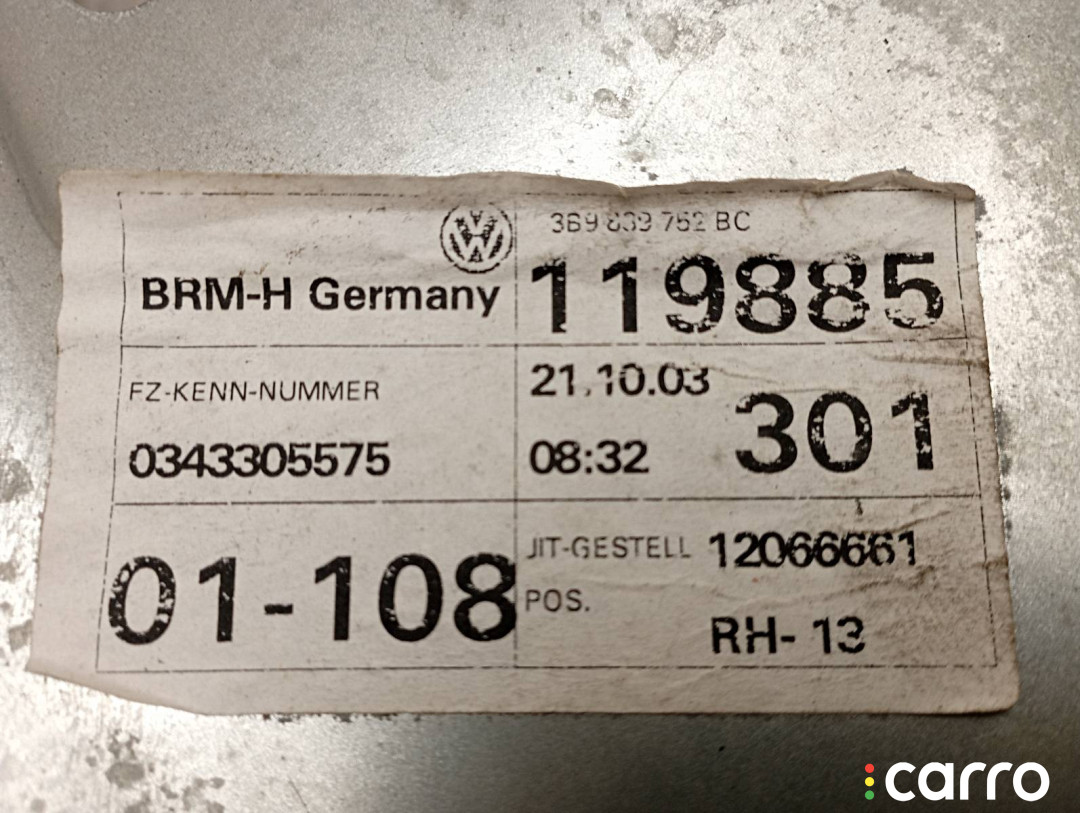 VW
3B9 839 752 BC
BRM-H Germany
119885
FZ-KENN-NUMMER
21.10.03
0343305575
08:32
301
01-108
JIT-GESTELL 12066661
POS.
RH- 13
carro